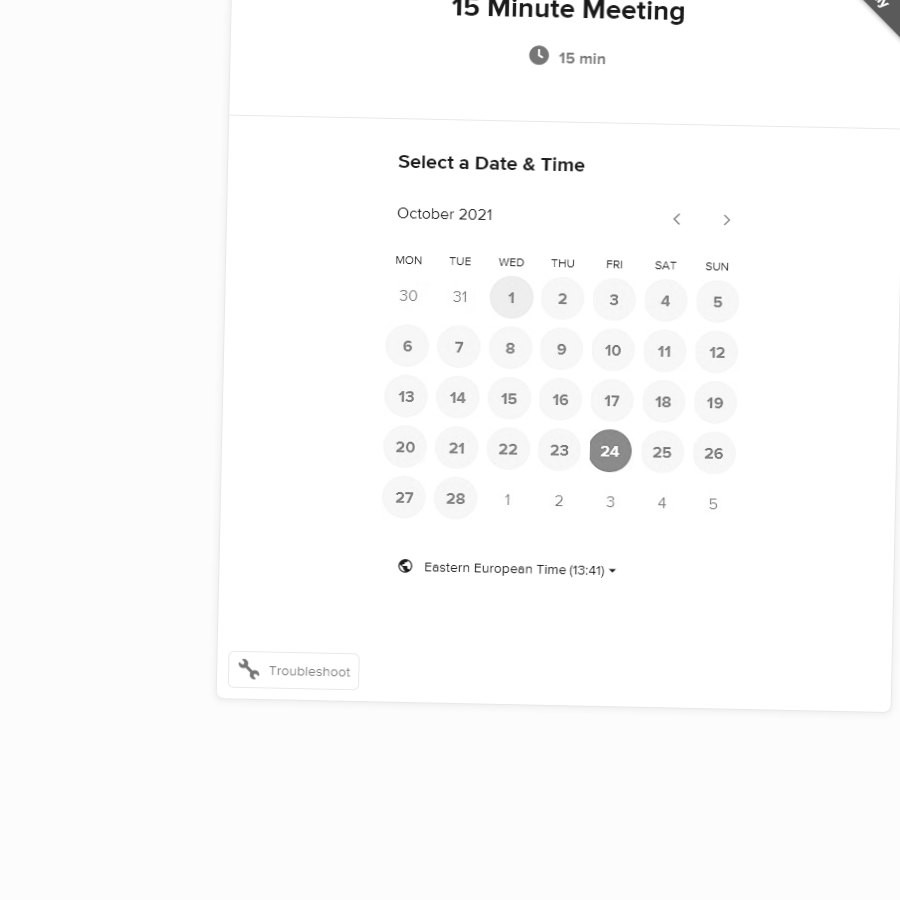 15 Minute Meeting
15 min
Select a Date & Time
October 2021
MON TUE WED THU FRI SAT SUN
30 31 1 2 3 4 5
6 7 8 9 10 11 12
13 14 15 16 17 18 19
20 21 22 23 24 25 26
27 28 1 2 3 4 5
Eastern European Time (13:41)
Troubleshoot